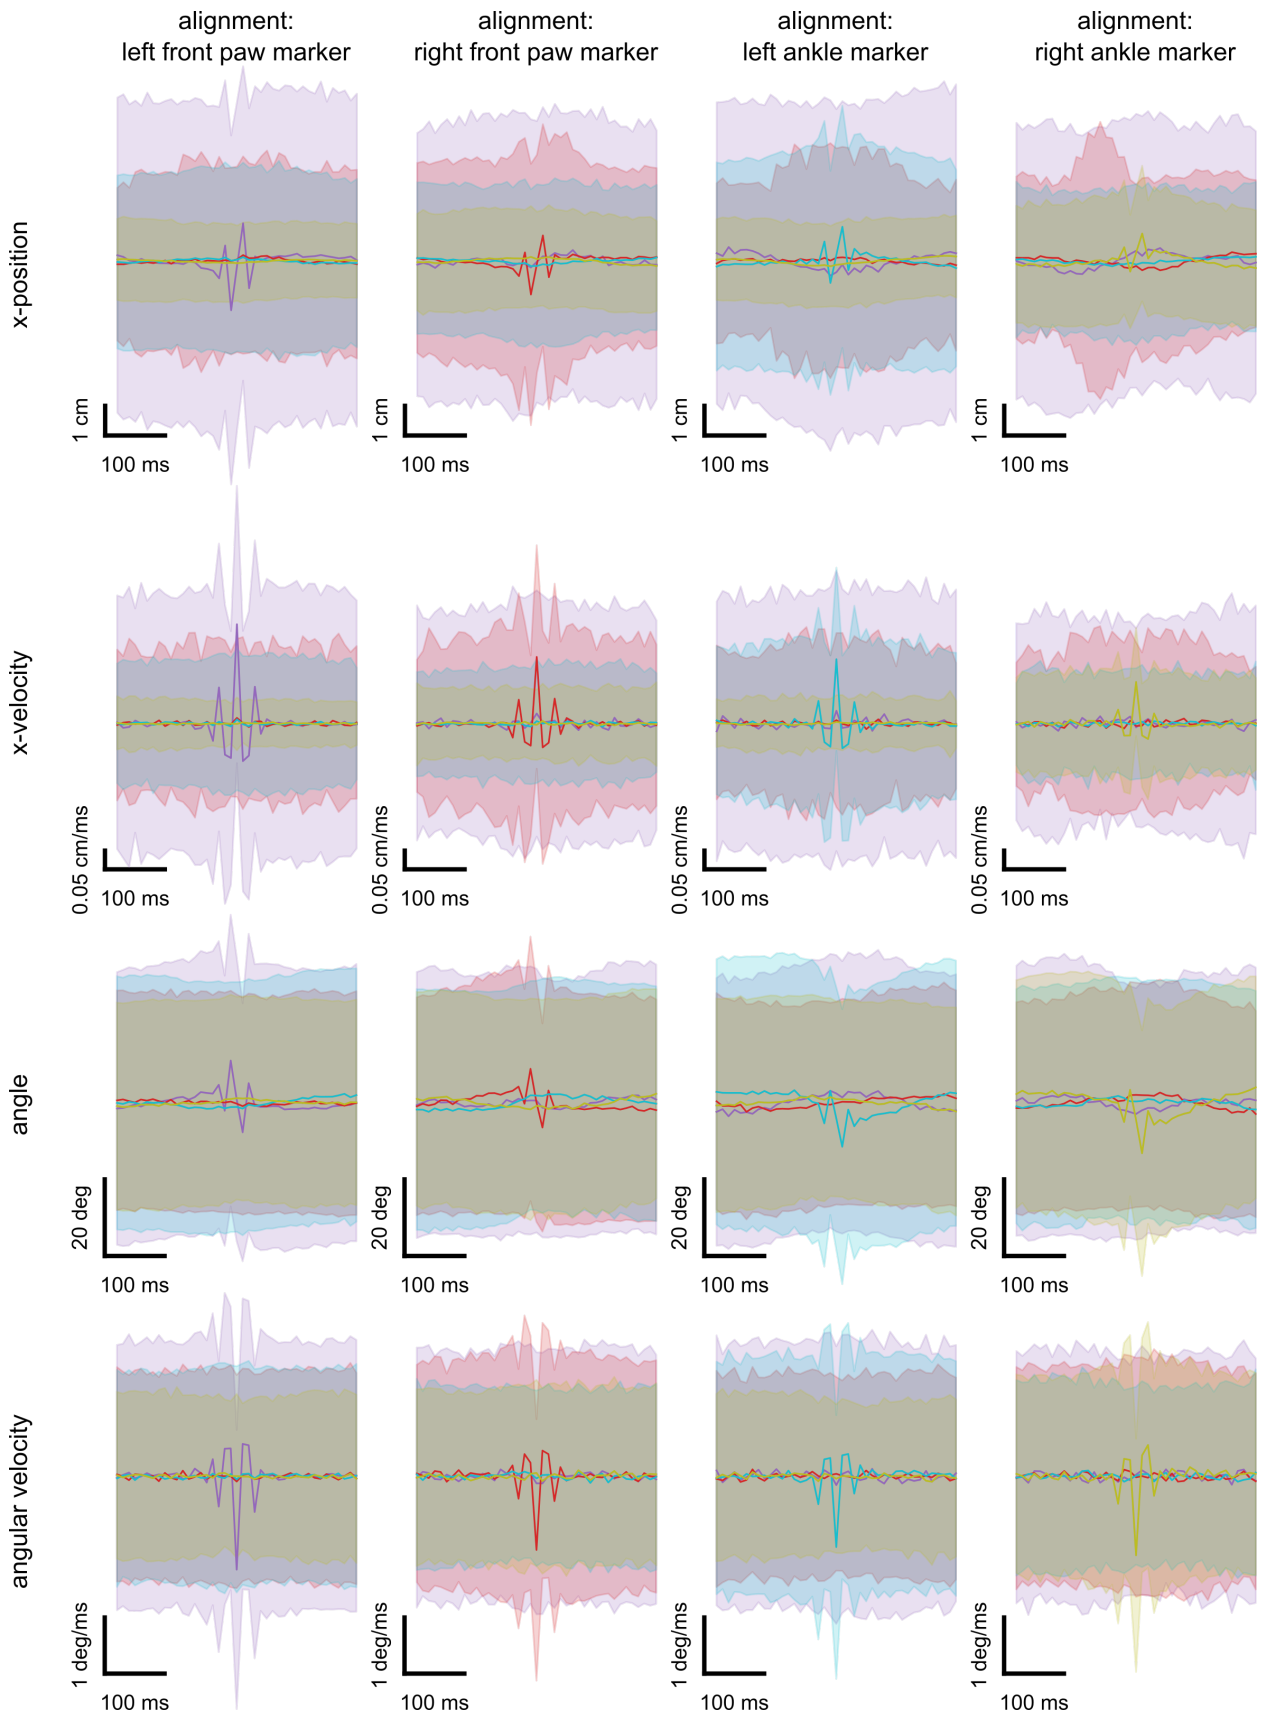 alignment:
left front paw marker
alignment:
right front paw marker
alignment:
left ankle marker
alignment:
right ankle marker
x-position
1 cm
100 ms
1 cm
100 ms
1 cm
100 ms
1 cm
100 ms
x-velocity
0.05 cm/ms
100 ms
0.05 cm/ms
100 ms
0.05 cm/ms
100 ms
0.05 cm/ms
100 ms
angle
20 deg
100 ms
20 deg
100 ms
20 deg
100 ms
20 deg
100 ms
angular velocity
1 deg/ms
100 ms
1 deg/ms
100 ms
1 deg/ms
100 ms
1 deg/ms
100 ms